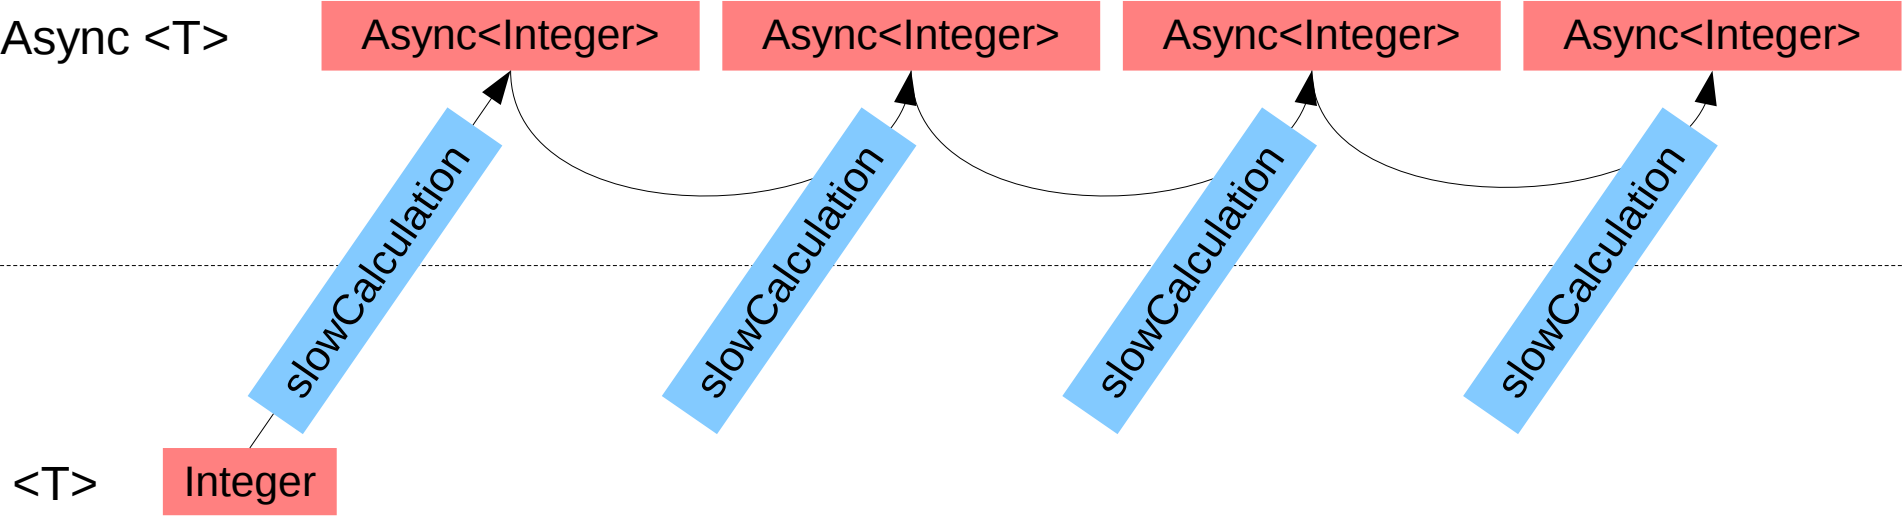 Async <T>
Async<Integer>
Async<Integer>
Async<Integer>
Async<Integer>
slowCalculation
slowCalculation
slowCalculation
slowCalculation
<T>
Integer